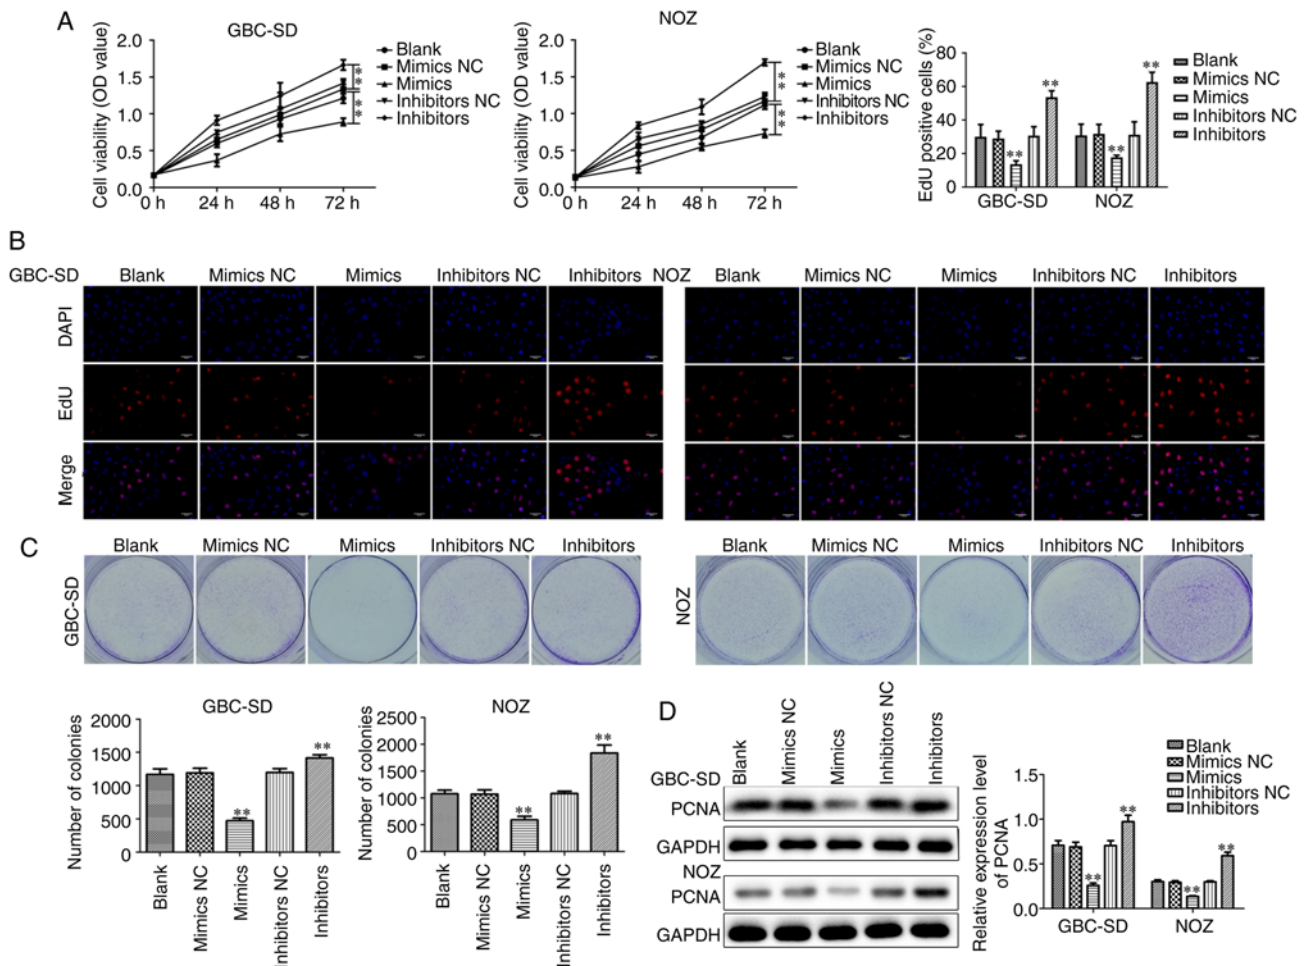 A
GBC-SD
Cell viability (OD value)
2.0
1.5
1.0
0.5
0.0
0 h 24 h 48 h 72 h
Blank
Mimics NC
Mimics
Inhibitors NC
Inhibitors
**
**
NOZ
Cell viability (OD value)
2.0
1.5
1.0
0.5
0.0
0 h 24 h 48 h 72 h
Blank
Mimics NC
Mimics
Inhibitors NC
Inhibitors
**
**
EdU positive cells (%)
80
60
40
20
0
** ** ** **
GBC-SD NOZ
Blank
Mimics NC
Mimics
Inhibitors NC
Inhibitors
B
GBC-SD Blank Mimics NC Mimics Inhibitors NC Inhibitors NOZ Blank Mimics NC Mimics Inhibitors NC Inhibitors
DAPI
EdU
Merge
C
Blank Mimics NC Mimics Inhibitors NC Inhibitors
GBC-SD
Blank Mimics NC Mimics Inhibitors NC Inhibitors
NOZ
GBC-SD
Number of colonies
2000
1500
1000
500
0
** **
Blank Mimics NC Mimics Inhibitors NC Inhibitors
NOZ
Number of colonies
2500
2000
1500
1000
500
0
** **
Blank Mimics NC Mimics Inhibitors NC Inhibitors
D
Blank Mimics NC Mimics Inhibitors NC Inhibitors
GBC-SD
PCNA
GAPDH
NOZ
PCNA
GAPDH
Relative expression level
of PCNA
1.5
1.0
0.5
0.0
** ** ** **
GBC-SD NOZ
Blank
Mimics NC
Mimics
Inhibitors NC
Inhibitors